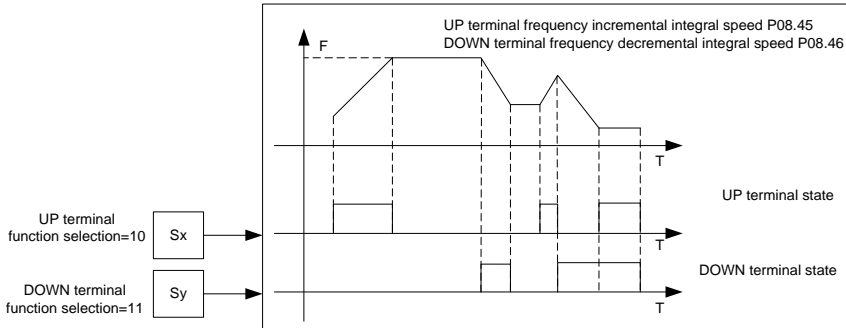 UP terminal frequency incremental integral speed P08.45
DOWN terminal frequency decremental integral speed P08.46
F
T
UP terminal state
UP terminal
function selection=10
Sx
T
DOWN terminal state
DOWN terminal
function selection=11
Sy
T